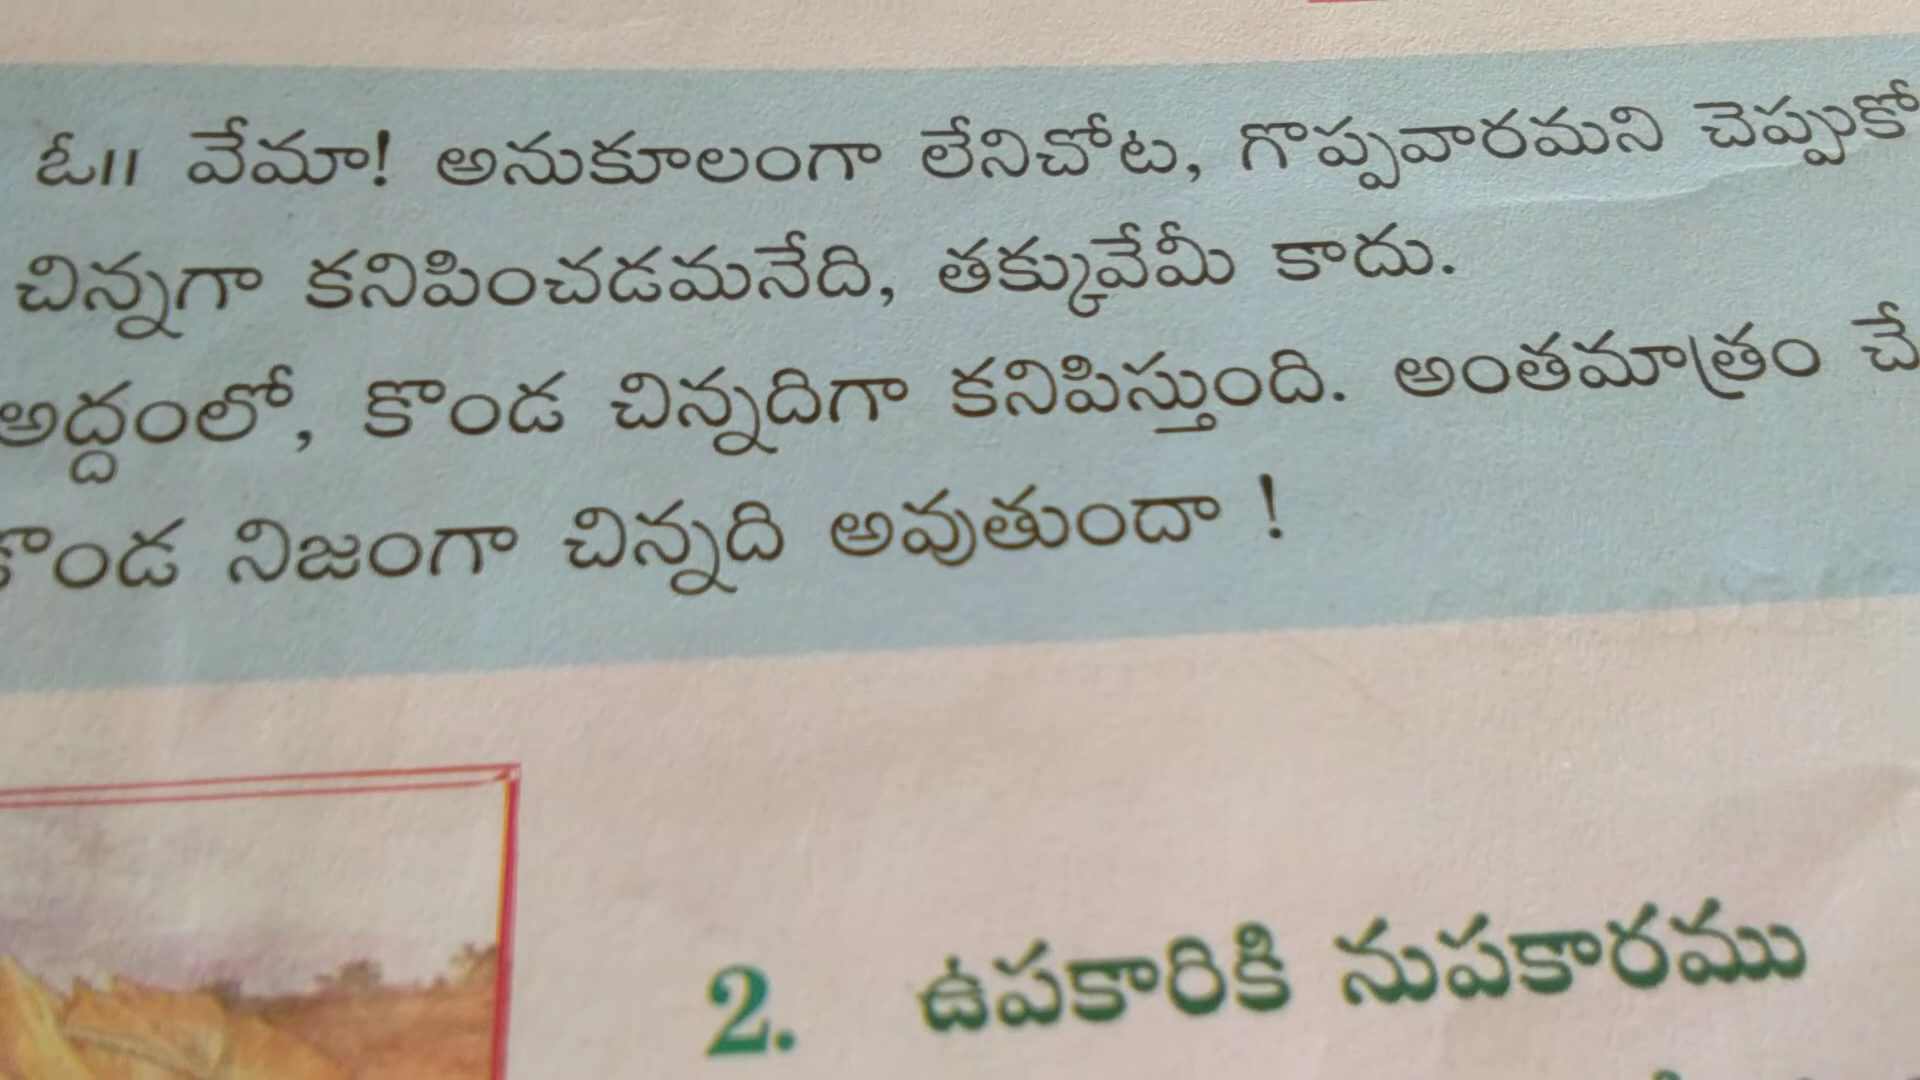 ఓ॥ వేమా! అనుకూలంగా లేనిచోట, గొప్పవారమని చెప్పుకో
చిన్నగా కనిపించడమనేది, తక్కువేమీ కాదు.
అద్దంలో, కొండ చిన్నదిగా కనిపిస్తుంది. అంతమాత్రం చే
కొండ నిజంగా చిన్నది అవుతుందా !
2. ఉపకారికి నుపకారము